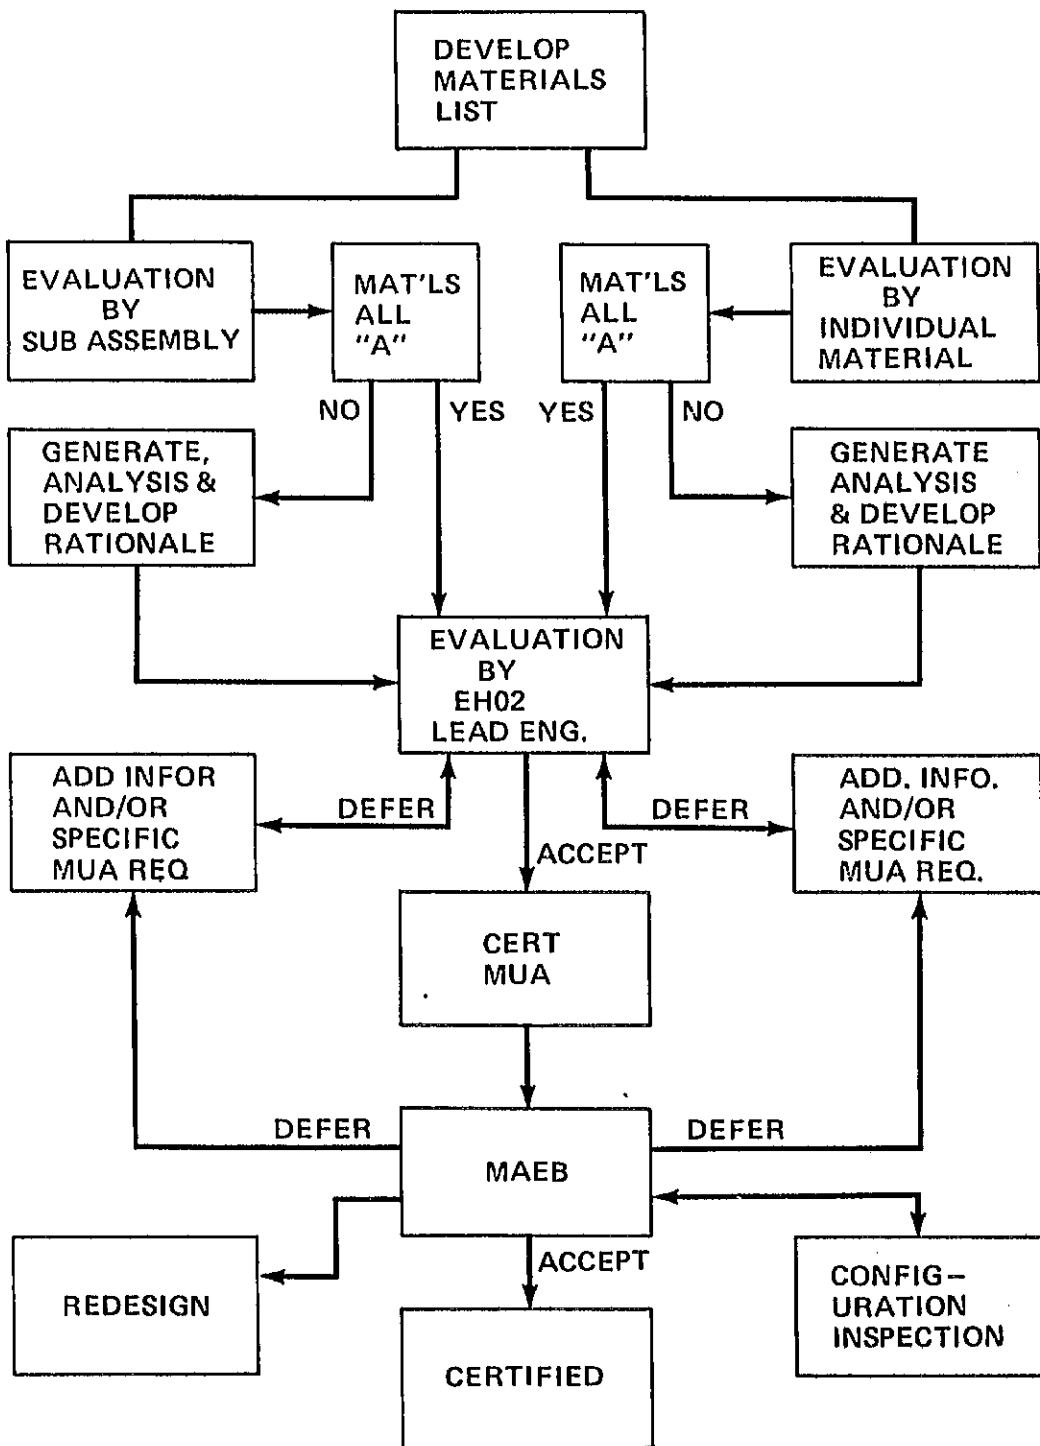 DEVELOP
MATERIALS
LIST
EVALUATION
BY
SUB ASSEMBLY
MAT'LS
ALL
"A"
MAT'LS
ALL
"A"
EVALUATION
BY
INDIVIDUAL
MATERIAL
NO
YES
YES
NO
GENERATE,
ANALYSIS &
DEVELOP
RATIONALE
GENERATE
ANALYSIS
& DEVELOP
RATIONALE
EVALUATION
BY
EH02
LEAD ENG.
ADD INFOR
AND/OR
SPECIFIC
MUA REQ
DEFER
DEFER
ADD. INFO.
AND/OR
SPECIFIC
MUA REQ.
ACCEPT
CERT
MUA
DEFER
DEFER
MAEB
REDESIGN
ACCEPT
CONFIG–
URATION
INSPECTION
CERTIFIED